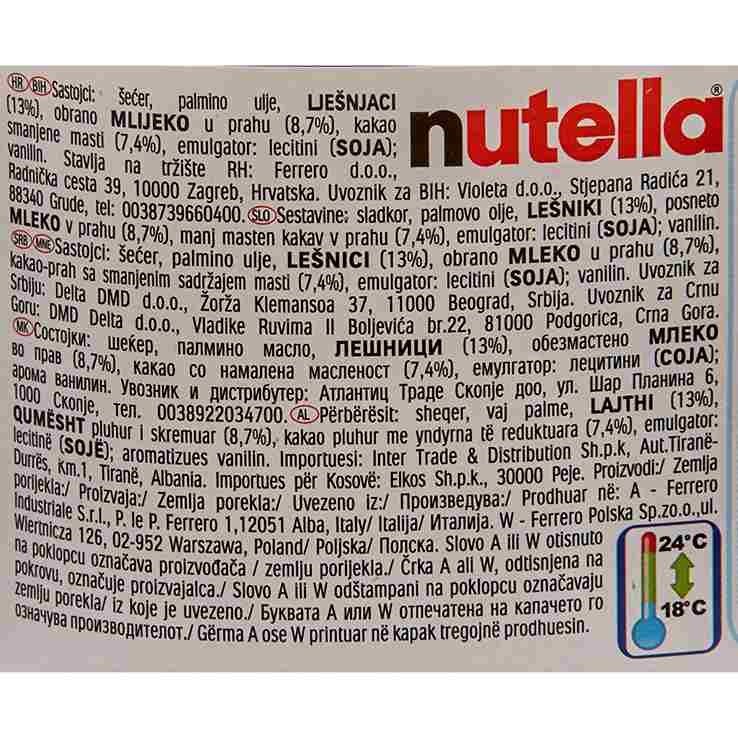 nutella®
HR BIH Sastojci: šećer, palmino ulje, LJEŠNJACI
(13%), obrano MLIJEKO u prahu (8,7%), kakao
smanjene masti (7,4%), emulgator: lecitini (SOJA);
vanilin. Stavlja na tržište RH: Ferrero d.o.o.,
Radnička cesta 39, 10000 Zagreb, Hrvatska. Uvoznik za BIH: Violeta d.o.o., Stjepana Radića 21,
88340 Grude, tel: 0038739660400. SLO Sestavine: sladkor, palmovo olje, LEŠNIKI (13%), posneto
MLEKO v prahu (8,7%), manj masten kakav v prahu (7,4%), emulgator: lecitini (SOJA); vanilin.
SRB MNE Sastojci: šećer, palmino ulje, LEŠNICI (13%), obrano MLEKO u prahu (8,7%),
kakao-prah sa smanjenim sadržajem masti (7,4%), emulgator: lecitini (SOJA); vanilin. Uvoznik za
Srbiju: Delta DMD d.o.o., Žorža Klemansoa 37, 11000 Beograd, Srbija. Uvoznik za Crnu
Goru: DMD Delta d.o.o., Vladike Ruvima II Boljevića br.22, 81000 Podgorica, Crna Gora.
MK Состојки: шеќер, палмино масло, ЛЕШНИЦИ (13%), обезмастено МЛЕКО
во прав (8,7%), какао со намалена масленост (7,4%), емулгатор: лецитини (СОЈА);
арома ванилин. Увозник и дистрибутер: Атлантиц Траде Скопје доо, ул. Шар Планина 6,
1000 Скопје, тел. 0038922034700. AL Përbërësit: sheqer, vaj palme, LAJTHI (13%),
QUMËSHT pluhur i skremuar (8,7%), kakao pluhur me yndyrna të reduktuara (7,4%), emulgator:
lecitinë (SOJË); aromatizues vanilin. Importuesi: Inter Trade & Distribution Sh.p.k, Aut.Tiranë-
Durrës, km.1, Tiranë, Albania. Importues për Kosovë: Elkos Sh.p.k., 30000 Peje. Proizvodi:/ Zemlja
porijekla:/ Proizvaja:/ Zemlja porekla:/ Uvezeno iz:/ Произведува:/ Prodhuar në: A - Ferrero
Industriale S.r.l., P. le P. Ferrero 1,12051 Alba, Italy/ Italija/ Италија. W - Ferrero Polska Sp.zo.o.,ul.
Wiertnicza 126, 02-952 Warszawa, Poland/ Poljska/ Полска. Slovo A ili W otisnuto
na poklopcu označava proizvođača / zemlju porijekla./ Črka A ali W, odtisnjena na
pokrovu, označuje proizvajalca./ Slovo A ili W odštampani na poklopcu označavaju
zemlju porekla/ iz koje je uvezeno./ Буквата А или W отпечатена на капачето го
означува производителот./ Gërma A ose W printuar në kapak tregojnë prodhuesin.
24°C
18°C